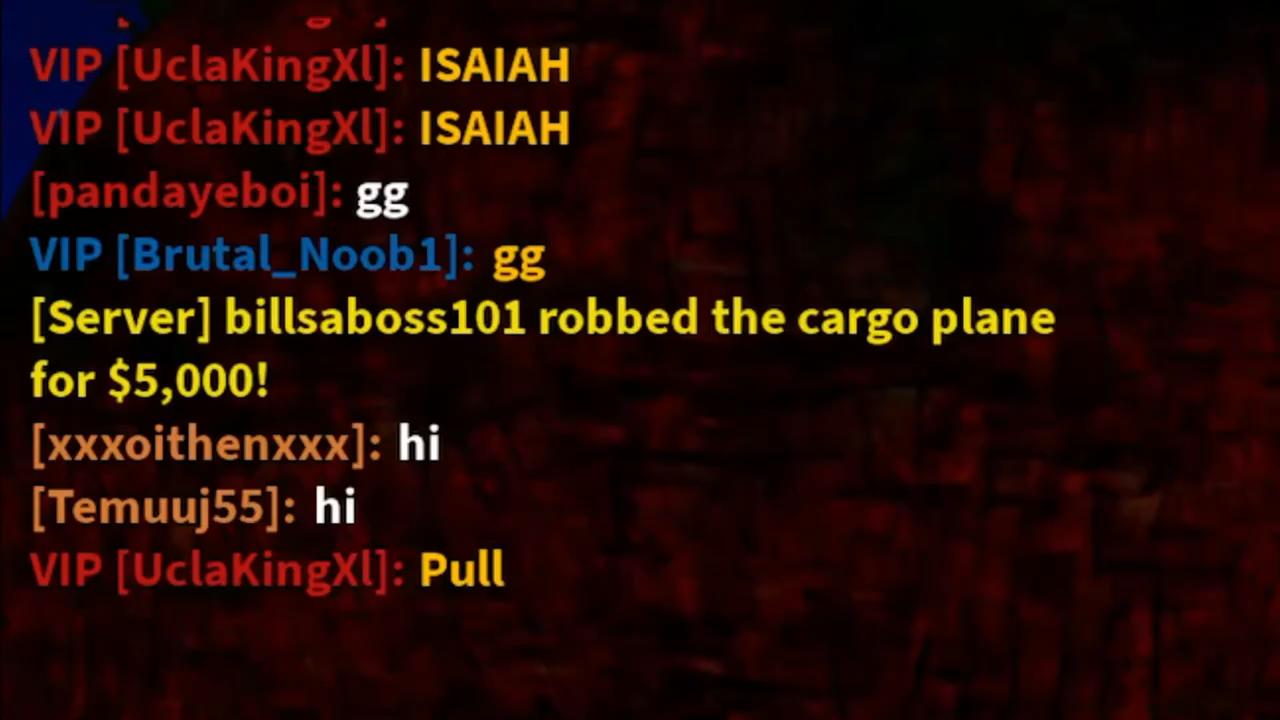 VIP [UclaKingXl]: ISAIAH
VIP [UclaKingXl]: ISAIAH
[pandayeboi]: gg
VIP [Brutal_Noob1]: gg
[Server] billsaboss101 robbed the cargo plane
for $5,000!
[xxxoithenxxx]: hi
[Temuuj55]: hi
VIP [UclaKingXl]: Pull